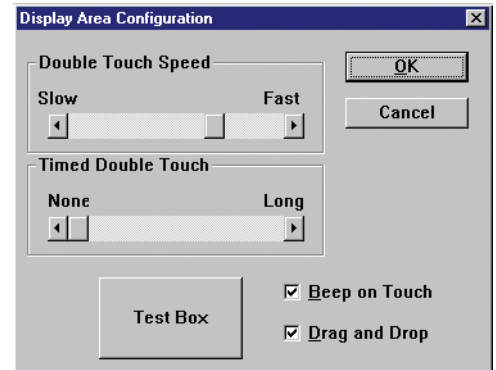 Display Area Configuration
Double Touch Speed
Slow Fast
OK
Cancel
Timed Double Touch
None Long
Test Box
Beep on Touch
Drag and Drop